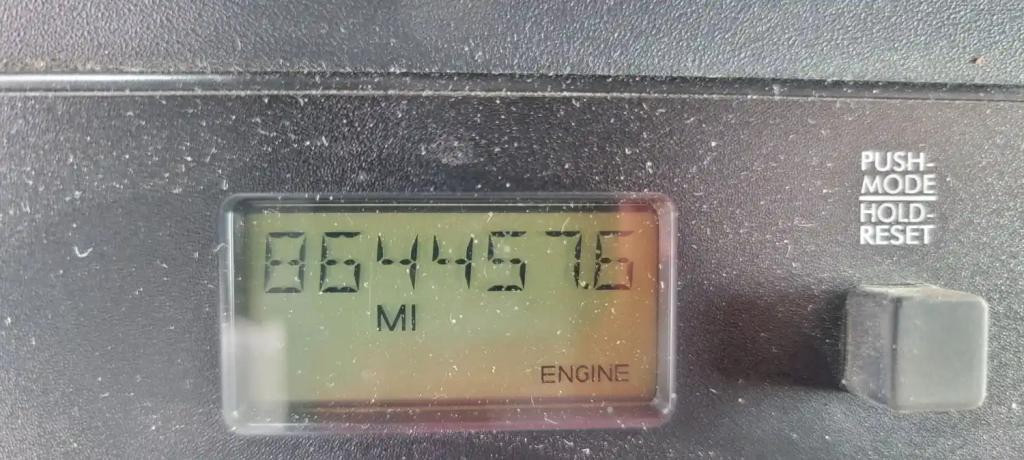 PUSH-
MODE
HOLD-
RESET
864457.6
MI
ENGINE